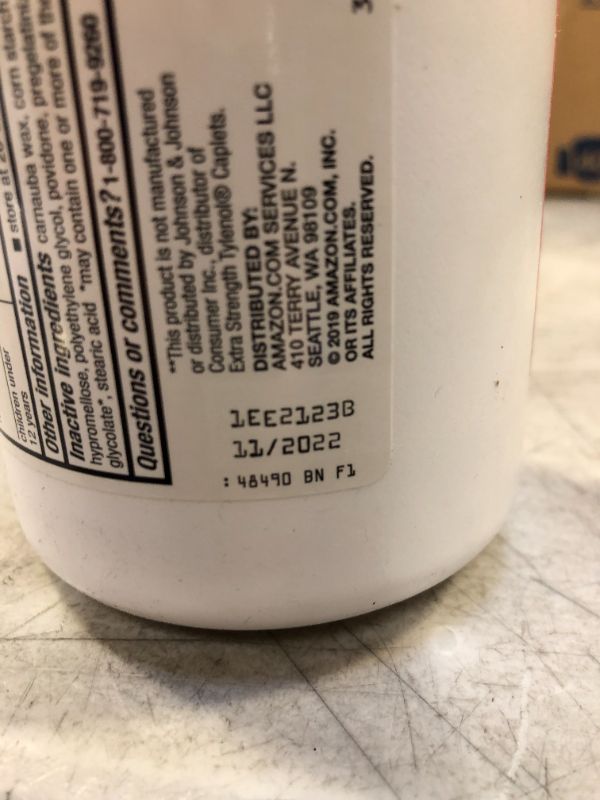 store at 20
children under
12 years
Other information
Inactive ingredients carnauba wax, corn starch
hypromellose, polyethylene glycol, povidone, pregelatini
glycolate*, stearic acid *may contain one or more of the
Questions or comments? 1-800-719-9260
**This product is not manufactured
or distributed by Johnson & Johnson
Consumer Inc., distributor of
Extra Strength Tylenol® Caplets.
DISTRIBUTED BY:
AMAZON.COM SERVICES LLC
410 TERRY AVENUE N.
SEATTLE, WA 98109
© 2019 AMAZON.COM, INC.
OR ITS AFFILIATES.
ALL RIGHTS RESERVED.
1EE2123B
11/2022
: 48490 BN F1